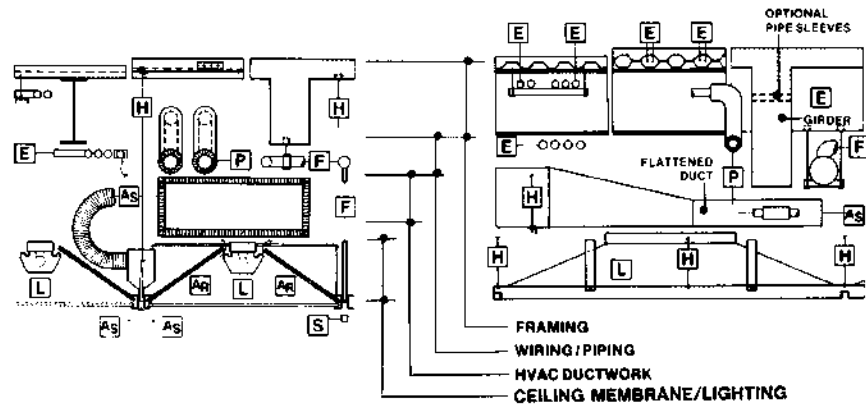 OPTIONAL
PIPE SLEEVES
E E E E
H H E
GIRDER
E P F E F
FLATTENED
DUCT P
As H As
F
H L H H
L AR L AR
As As S
FRAMING
WIRING/PIPING
HVAC DUCTWORK
CEILING MEMBRANE/LIGHTING